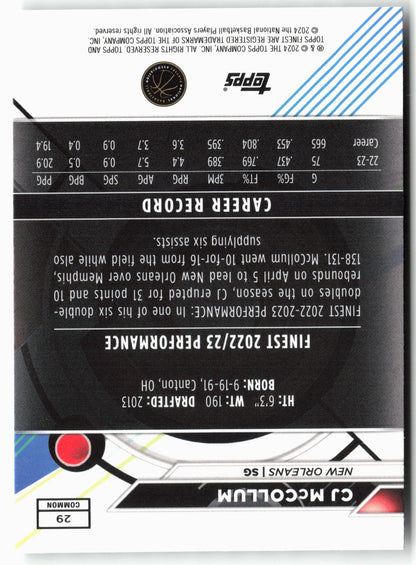 29
COMMON
CJ McCOLLUM
NEW ORLEANS | SG
HT: 6'3" WT: 190 DRAFTED: 2013
BORN: 9-19-91, Canton, OH
FINEST 2022/23 PERFORMANCE
FINEST 2022-2023 PERFORMANCE: In one of his six double-
doubles on the season, CJ erupted for 31 points and 10
rebounds on April 5 to lead New Orleans over Memphis,
138-131. McCollum went 10-for-16 from the field while also
supplying six assists.
CAREER RECORD
G FG% FT% 3PM RPG APG SPG BPG PPG
22-23 75 .437 .769 .389 4.4 5.7 0.9 0.5 20.9
Career 665 .453 .804 .395 3.6 3.7 0.9 0.4 19.4
topps
® & © 2024 THE TOPPS COMPANY, INC. ALL RIGHTS RESERVED. TOPPS AND
TOPPS FINEST ARE REGISTERED TRADEMARKS OF THE TOPPS COMPANY, INC.
© 2024 the National Basketball Players Association. All rights reserved.